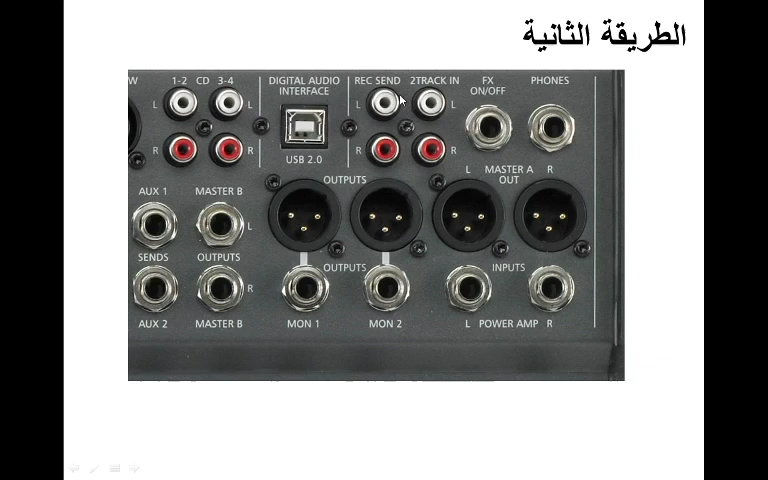 الطريقة الثانية
W 1-2 CD 3-4 DIGITAL AUDIO INTERFACE REC SEND 2TRACK IN FX ON/OFF PHONES
L L L L
R R USB 2.0 R R
OUTPUTS L MASTER A OUT R
AUX 1 MASTER B
L
SENDS OUTPUTS OUTPUTS INPUTS
R
AUX 2 MASTER B MON 1 MON 2 L POWER AMP R